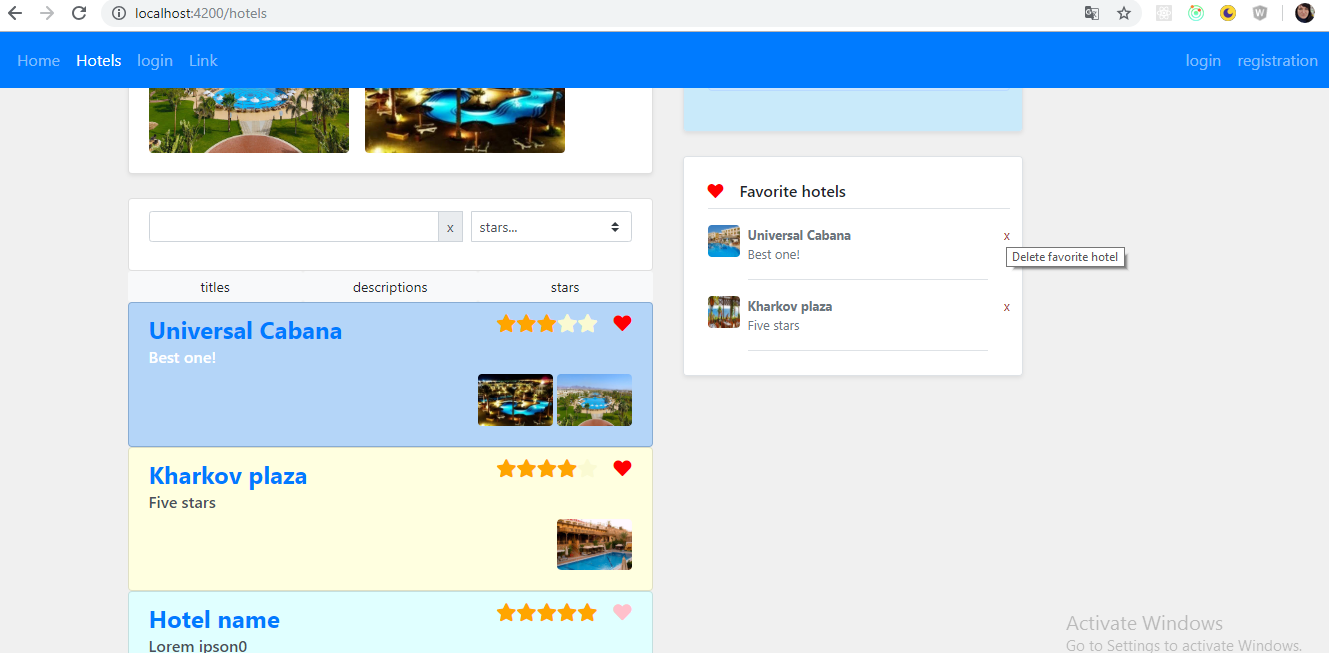 localhost:4200/hotels
Home Hotels login Link login registration
x stars...
titles descriptions stars
Universal Cabana
Best one!
Kharkov plaza
Five stars
Hotel name
Lorem ipson0
Favorite hotels
Universal Cabana x
Best one!
Delete favorite hotel
Kharkov plaza x
Five stars
Activate Windows
Go to Settings to activate Windows.